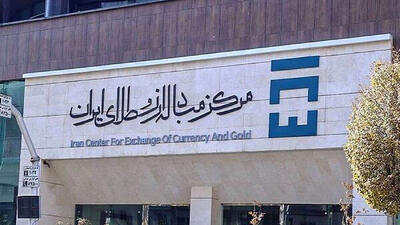 مرکز مبادله ارز و طلای ایران
Iran Center For Exchange Of Currency And Gold